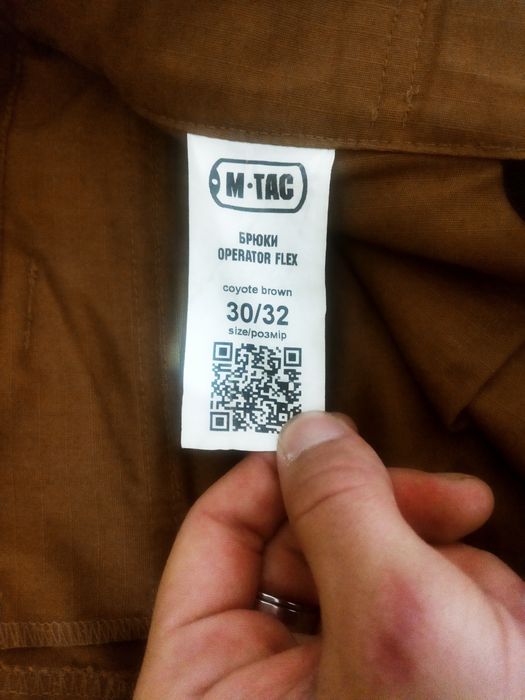 M·TAC
БРЮКИ
OPERATOR FLEX
coyote brown
30/32
size/розмір